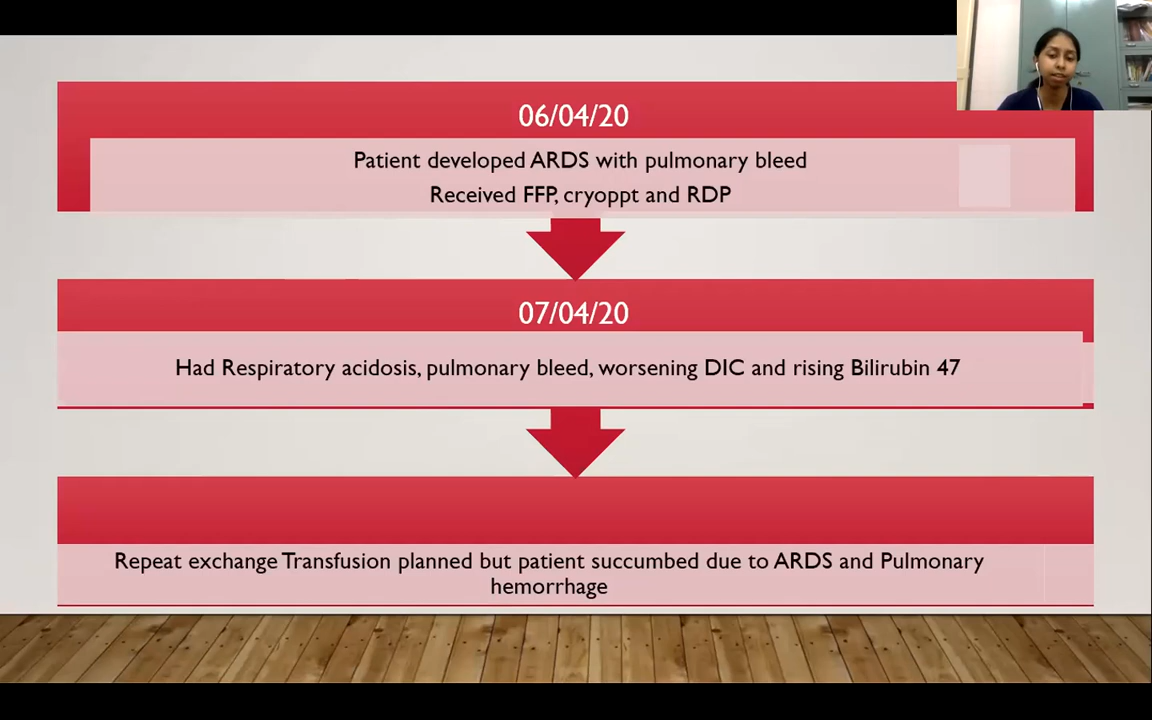 06/04/20
Patient developed ARDS with pulmonary bleed
Received FFP, cryoppt and RDP
07/04/20
Had Respiratory acidosis, pulmonary bleed, worsening DIC and rising Bilirubin 47
Repeat exchange Transfusion planned but patient succumbed due to ARDS and Pulmonary
hemorrhage